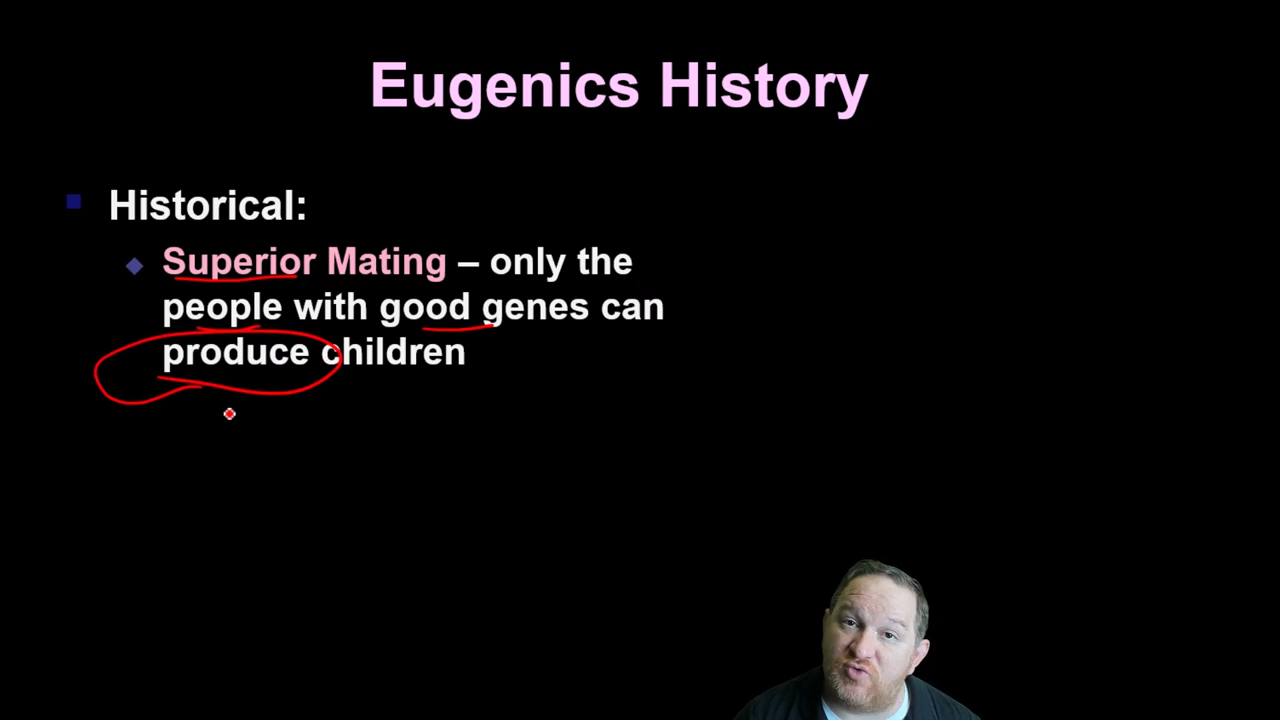 Eugenics History
Historical:
Superior Mating – only the
people with good genes can
produce children